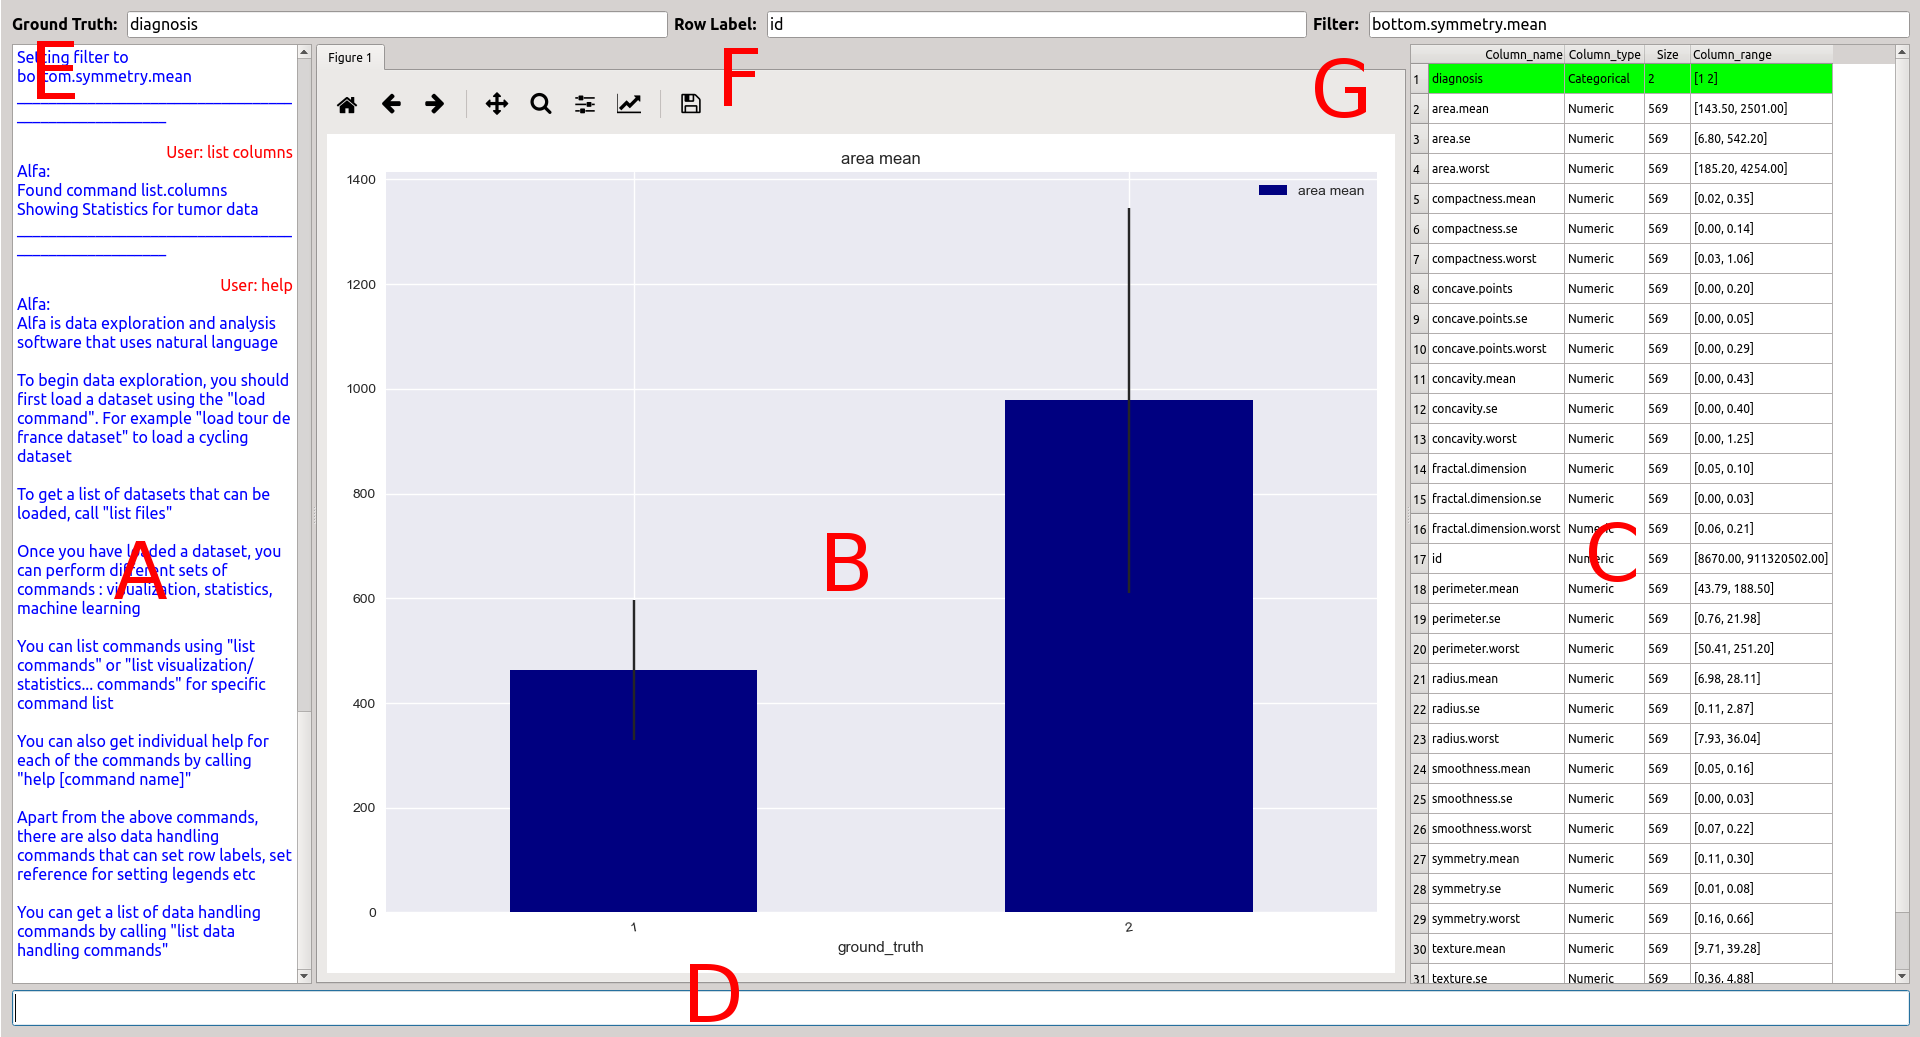 Ground Truth: diagnosis Row Label: id Filter: bottom.symmetry.mean
E
F
G
Setting filter to
bottom.symmetry.mean
User: list columns
Alfa:
Found command list.columns
Showing Statistics for tumor data
User: help
Alfa:
Alfa is data exploration and analysis
software that uses natural language
To begin data exploration, you should
first load a dataset using the "load
command". For example "load tour de
france dataset" to load a cycling
dataset
To get a list of datasets that can be
loaded, call "list files"
Once you have loaded a dataset, you
can perform different sets of
commands : visualization, statistics,
machine learning
A
You can list commands using "list
commands" or "list visualization/
statistics... commands" for specific
command list
You can also get individual help for
each of the commands by calling
"help [command name]"
Apart from the above commands,
there are also data handling
commands that can set row labels, set
reference for setting legends etc
You can get a list of data handling
commands by calling "list data
handling commands"
Figure 1
area mean
area mean
1400
1200
1000
800
600
400
200
0
B
1 2
ground_truth
D
Column_name Column_type Size Column_range
1 diagnosis Categorical 2 [1 2]
2 area.mean Numeric 569 [143.50, 2501.00]
3 area.se Numeric 569 [6.80, 542.20]
4 area.worst Numeric 569 [185.20, 4254.00]
5 compactness.mean Numeric 569 [0.02, 0.35]
6 compactness.se Numeric 569 [0.00, 0.14]
7 compactness.worst Numeric 569 [0.03, 1.06]
8 concave.points Numeric 569 [0.00, 0.20]
9 concave.points.se Numeric 569 [0.00, 0.05]
10 concave.points.worst Numeric 569 [0.00, 0.29]
11 concavity.mean Numeric 569 [0.00, 0.43]
12 concavity.se Numeric 569 [0.00, 0.40]
13 concavity.worst Numeric 569 [0.00, 1.25]
14 fractal.dimension Numeric 569 [0.05, 0.10]
15 fractal.dimension.se Numeric 569 [0.00, 0.03]
16 fractal.dimension.worst Numeric 569 [0.06, 0.21]
C
17 id Numeric 569 [8670.00, 911320502.00]
18 perimeter.mean Numeric 569 [43.79, 188.50]
19 perimeter.se Numeric 569 [0.76, 21.98]
20 perimeter.worst Numeric 569 [50.41, 251.20]
21 radius.mean Numeric 569 [6.98, 28.11]
22 radius.se Numeric 569 [0.11, 2.87]
23 radius.worst Numeric 569 [7.93, 36.04]
24 smoothness.mean Numeric 569 [0.05, 0.16]
25 smoothness.se Numeric 569 [0.00, 0.03]
26 smoothness.worst Numeric 569 [0.07, 0.22]
27 symmetry.mean Numeric 569 [0.11, 0.30]
28 symmetry.se Numeric 569 [0.01, 0.08]
29 symmetry.worst Numeric 569 [0.16, 0.66]
30 texture.mean Numeric 569 [9.71, 39.28]
31 texture.se Numeric 569 [0.36, 4.88]